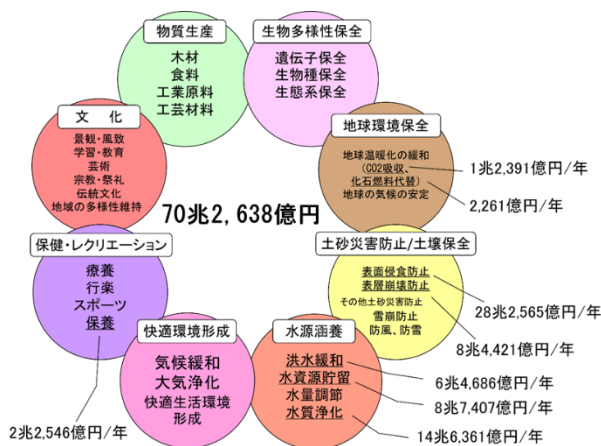 物質生産
木材
食料
工業原料
工芸材料
生物多様性保全
遺伝子保全
生物種保全
生態系保全
文 化
景観・風致
学習・教育
芸術
宗教・祭礼
伝統文化
地域の多様性維持
地球環境保全
地球温暖化の緩和
(CO2吸収、
化石燃料代替)
地球の気候の安定
1兆2,391億円/年
2,261億円/年
70兆2,638億円
保健・レクリエーション
療養
行楽
スポーツ
保養
2兆2,546億円/年
土砂災害防止/土壌保全
表面侵食防止
表層崩壊防止
その他土砂災害防止
雪崩防止
防風、防雪
28兆2,565億円/年
8兆4,421億円/年
快適環境形成
気候緩和
大気浄化
快適生活環境
形成
水源涵養
洪水緩和
水資源貯留
水量調節
水質浄化
6兆4,686億円/年
8兆7,407億円/年
14兆6,361億円/年